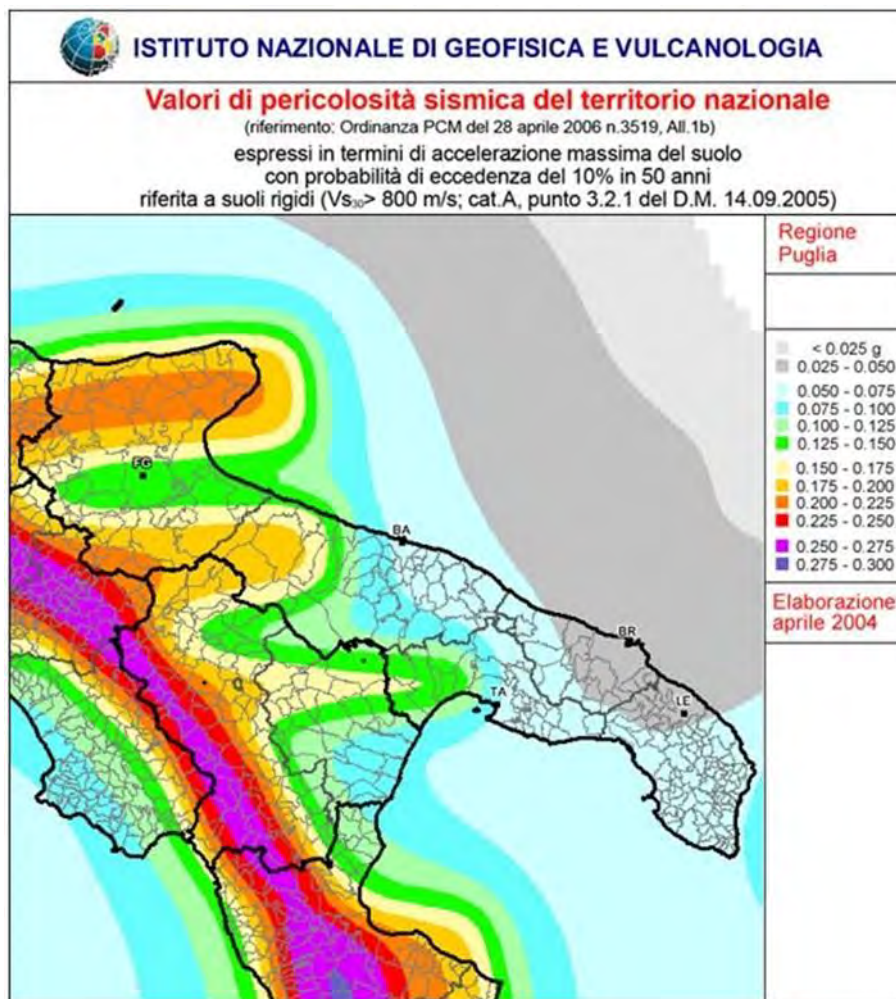 ISTITUTO NAZIONALE DI GEOFISICA E VULCANOLOGIA
Valori di pericolosità sismica del territorio nazionale
(riferimento: Ordinanza PCM del 28 aprile 2006 n.3519, All.1b)
espressi in termini di accelerazione massima del suolo
con probabilità di eccedenza del 10% in 50 anni
riferita a suoli rigidi (Vs₃₀> 800 m/s; cat.A, punto 3.2.1 del D.M. 14.09.2005)
Regione
Puglia
< 0.025 g
0.025 - 0.050
0.050 - 0.075
0.075 - 0.100
0.100 - 0.125
0.125 - 0.150
0.150 - 0.175
0.175 - 0.200
0.200 - 0.225
0.225 - 0.250
0.250 - 0.275
0.275 - 0.300
Elaborazione
aprile 2004
FG
BA
BR
TA
LE